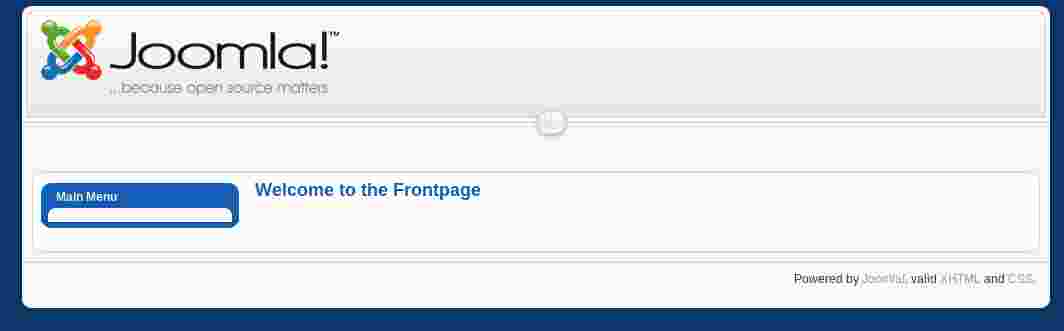 Joomla!™
...because open source matters
Main Menu
Welcome to the Frontpage
Powered by Joomla!. valid XHTML and CSS.